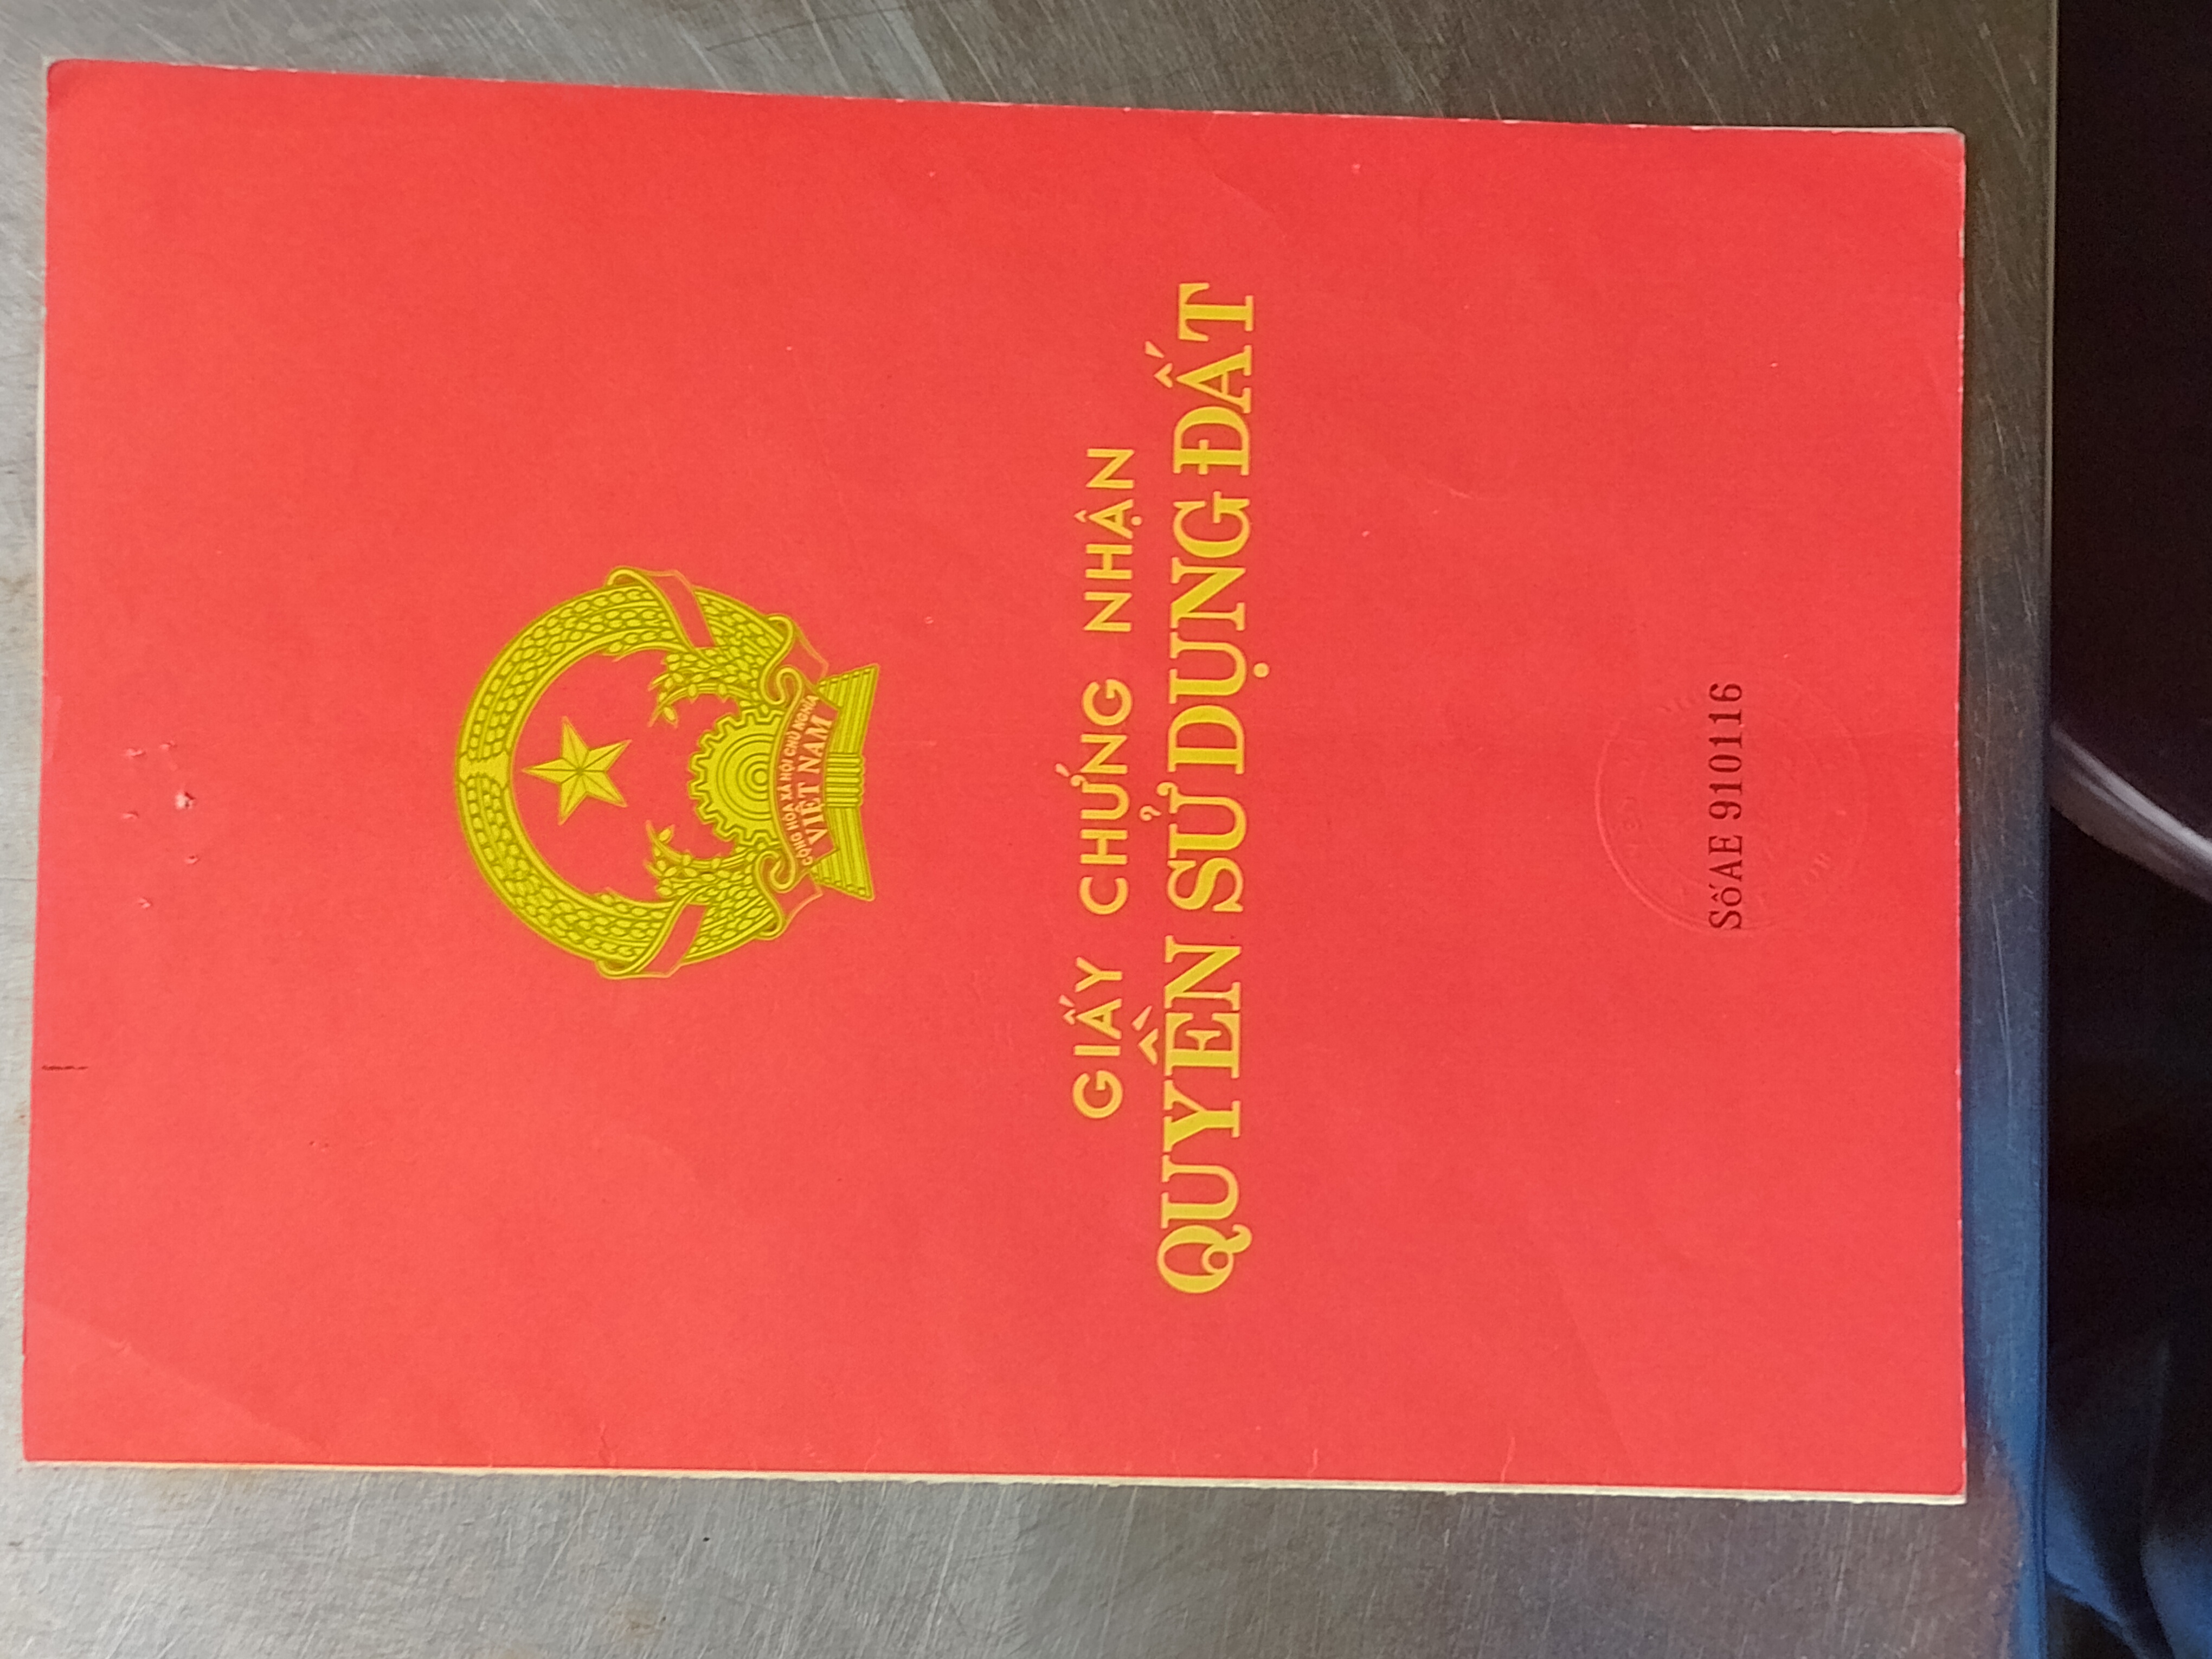 CỘNG HÒA XÃ HỘI CHỦ NGHĨA
VIỆT NAM
GIẤY CHỨNG NHẬN
QUYỀN SỬ DỤNG ĐẤT
Số AE 910116